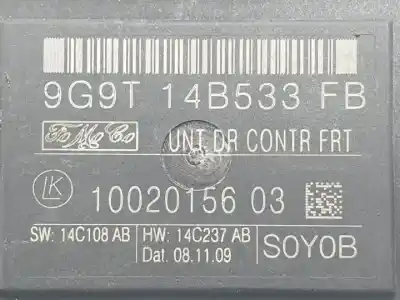 9G9T 14B533 FB
FoMoCo UNT DR CONTR FRT
LK 10020156 03
SW: 14C108 AB HW: 14C237 AB S0Y0B
Dat. 08.11.09